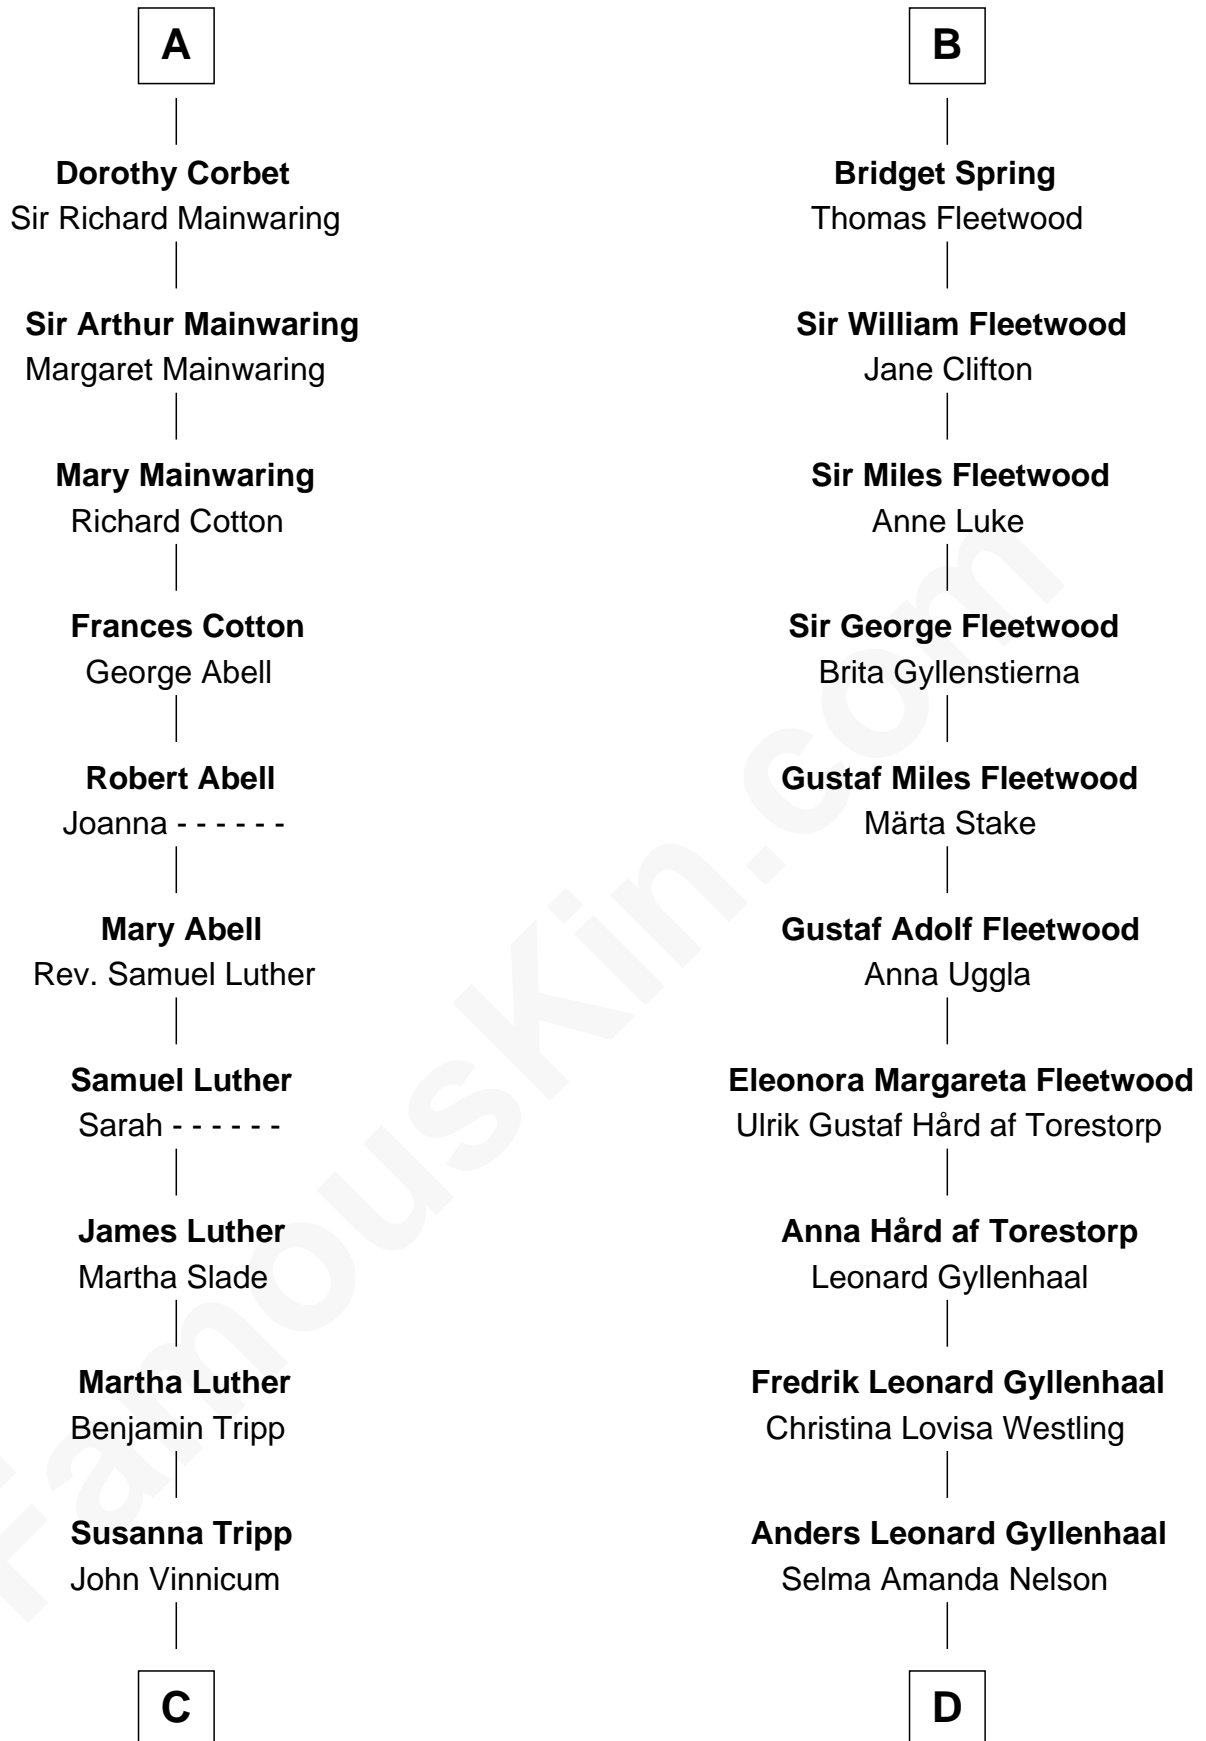 A
Dorothy Corbet
Sir Richard Mainwaring
Sir Arthur Mainwaring
Margaret Mainwaring
Mary Mainwaring
Richard Cotton
Frances Cotton
George Abell
Robert Abell
Joanna - - - - - -
Mary Abell
Rev. Samuel Luther
Samuel Luther
Sarah - - - - - -
James Luther
Martha Slade
Martha Luther
Benjamin Tripp
Susanna Tripp
John Vinnicum
C
B
Bridget Spring
Thomas Fleetwood
Sir William Fleetwood
Jane Clifton
Sir Miles Fleetwood
Anne Luke
Sir George Fleetwood
Brita Gyllenstierna
Gustaf Miles Fleetwood
Märta Stake
Gustaf Adolf Fleetwood
Anna Uggla
Eleonora Margareta Fleetwood
Ulrik Gustaf Hård af Torestorp
Anna Hård af Torestorp
Leonard Gyllenhaal
Fredrik Leonard Gyllenhaal
Christina Lovisa Westling
Anders Leonard Gyllenhaal
Selma Amanda Nelson
D
FamousKin.com